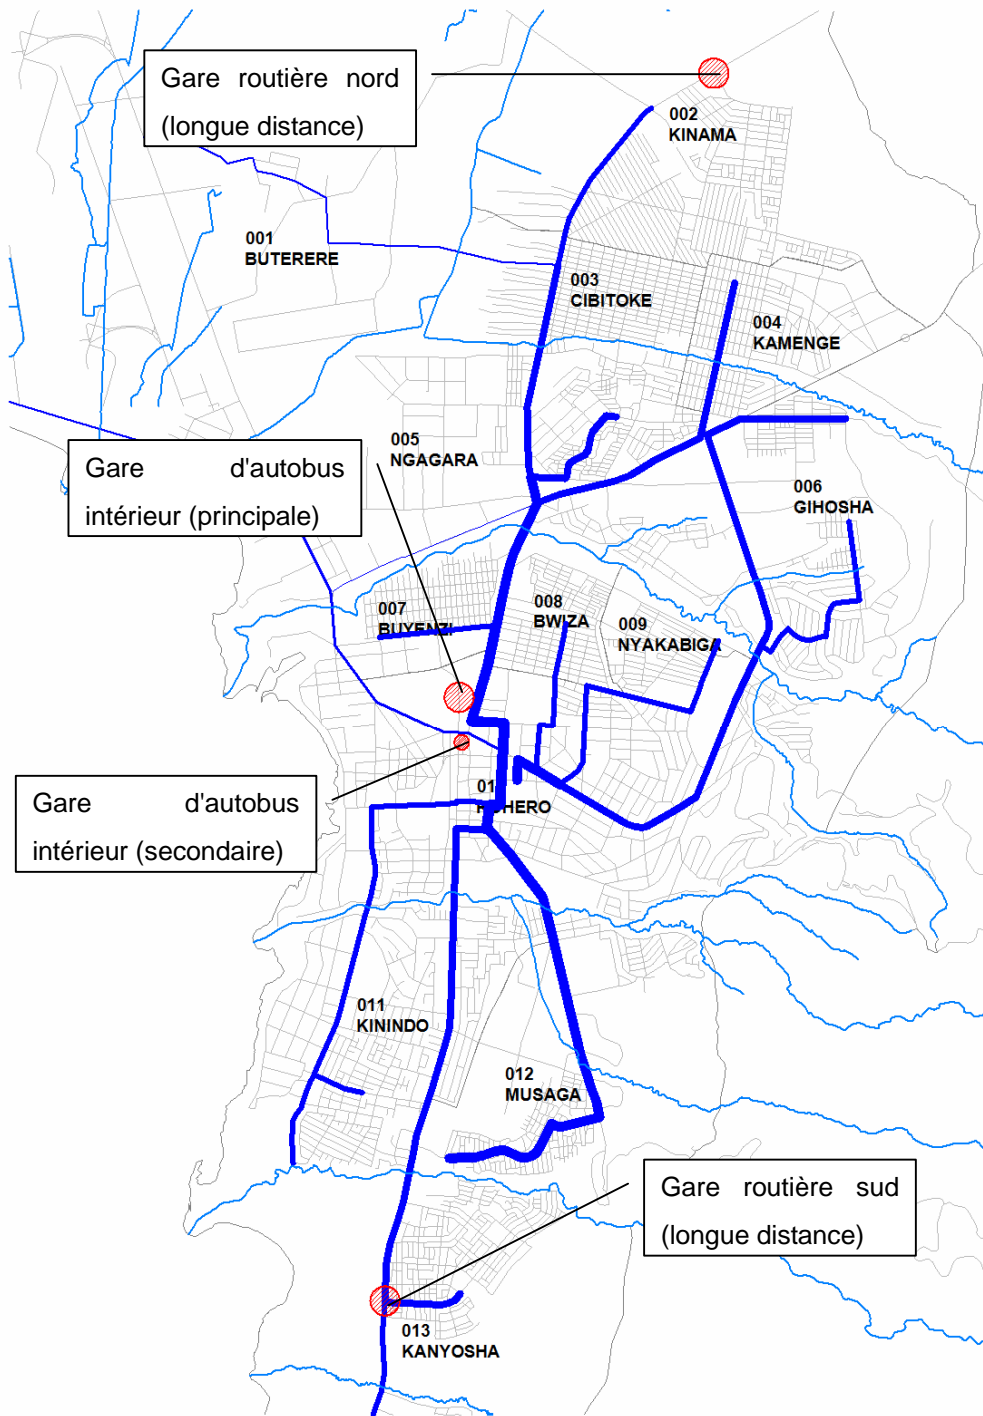 Gare routière nord
(longue distance)
002
KINAMA
001
BUTERERE
003
CIBITOKE
004
KAMENGE
005
NGAGARA
Gare d'autobus
intérieur (principale)
006
GIHOSHA
007
BUYENZI
008
BWIZA
009
NYAKABIGA
Gare d'autobus
intérieur (secondaire)
011
KININDO
012
MUSAGA
Gare routière sud
(longue distance)
013
KANYOSHA